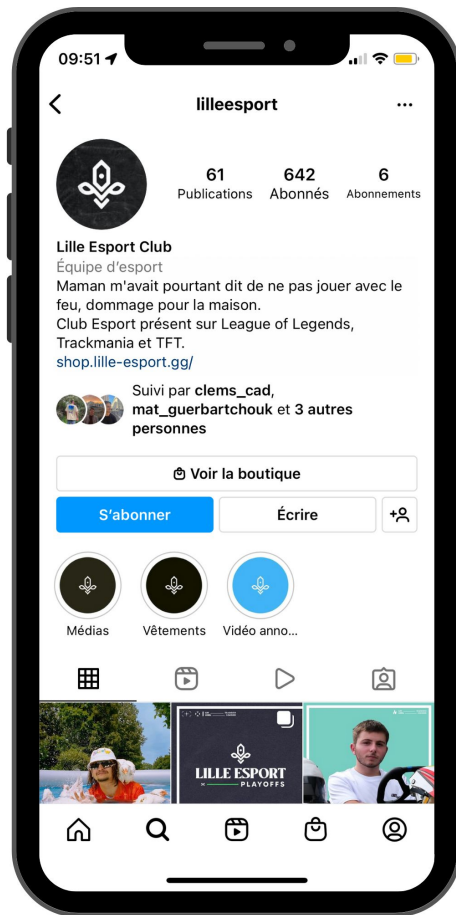 09:51
lilleesport
61 642 6
Publications Abonnés Abonnements
Lille Esport Club
Équipe d'esport
Maman m'avait pourtant dit de ne pas jouer avec le
feu, dommage pour la maison.
Club Esport présent sur League of Legends,
Trackmania et TFT.
shop.lille-esport.gg/
Suivi par clems_cad,
mat_guerbartchouk et 3 autres
personnes
Voir la boutique
S'abonner Écrire
Médias Vêtements Vidéo anno...
LILLE ESPORT
PLAYOFFS